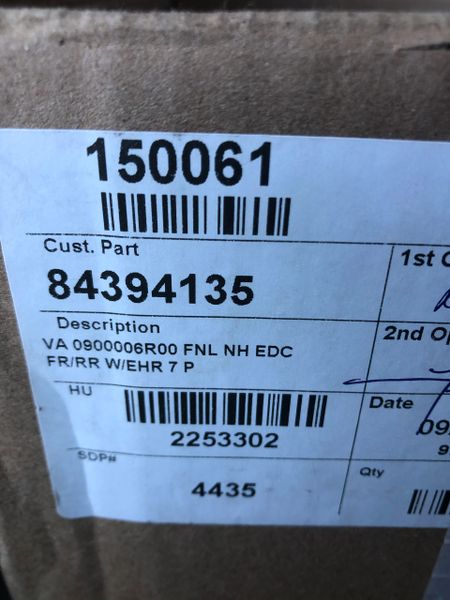 150061
Cust. Part
84394135
1st
Description
VA 0900006R00 FNL NH EDC
FR/RR W/EHR 7 P
2nd
HU
2253302
Date
SDP#
4435
Qty